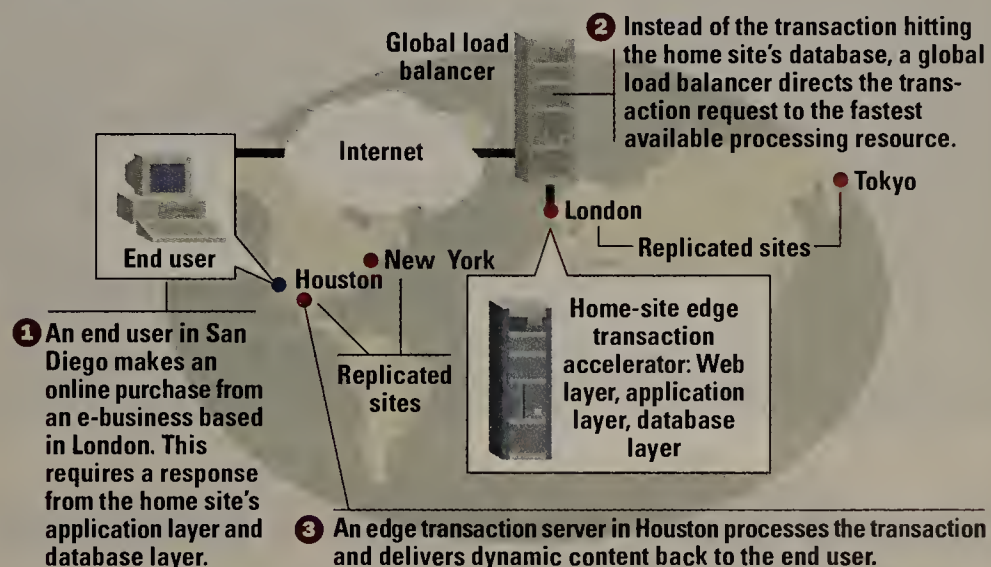 Global load
balancer
2 Instead of the transaction hitting
the home site's database, a global
load balancer directs the trans-
action request to the fastest
available processing resource.
Internet
Tokyo
London
Replicated sites
End user
New York
Houston
1 An end user in San
Diego makes an
online purchase from
an e-business based
in London. This
requires a response
from the home site's
application layer and
database layer.
Replicated
sites
Home-site edge
transaction
accelerator: Web
layer, application
layer, database
layer
3 An edge transaction server in Houston processes the transaction
and delivers dynamic content back to the end user.